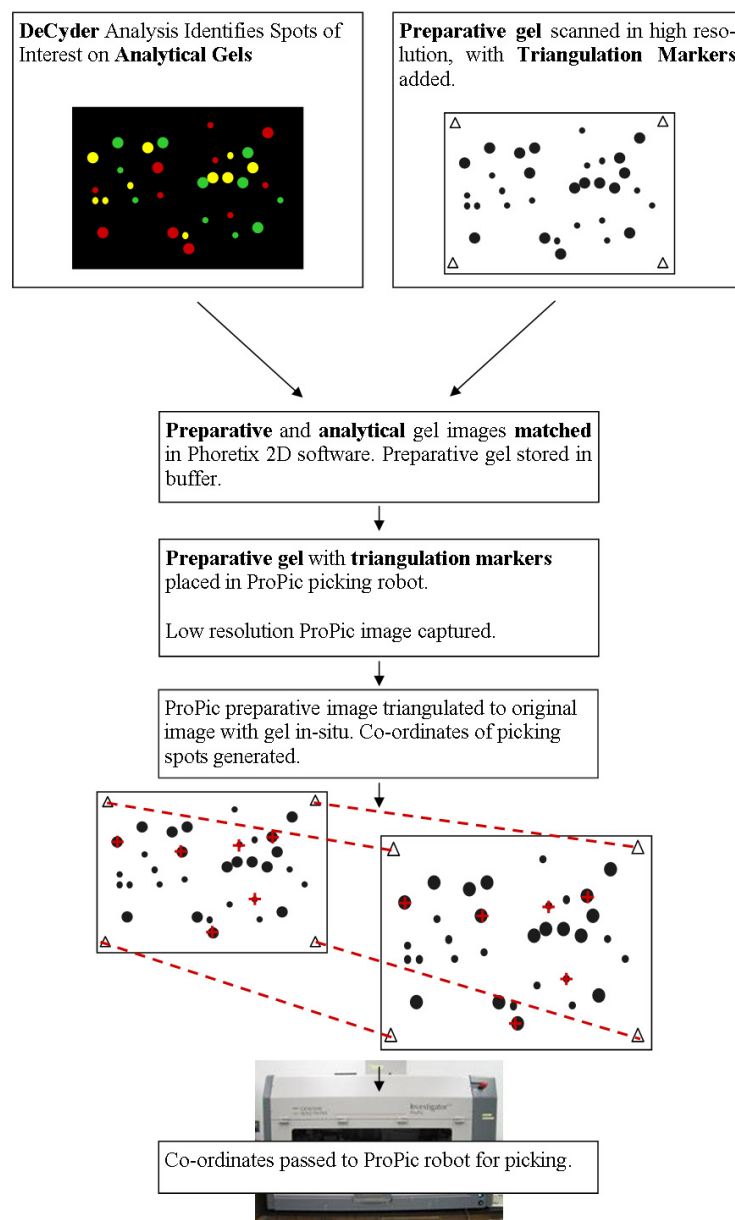 DeCyder Analysis Identifies Spots of
Interest on Analytical Gels
Preparative gel scanned in high reso-
lution, with Triangulation Markers
added.
Preparative and analytical gel images matched
in Phoretix 2D software. Preparative gel stored in
buffer.
Preparative gel with triangulation markers
placed in ProPic picking robot.
Low resolution ProPic image captured.
ProPic preparative image triangulated to original
image with gel in-situ. Co-ordinates of picking
spots generated.
Investigator
Co-ordinates passed to ProPic robot for picking.